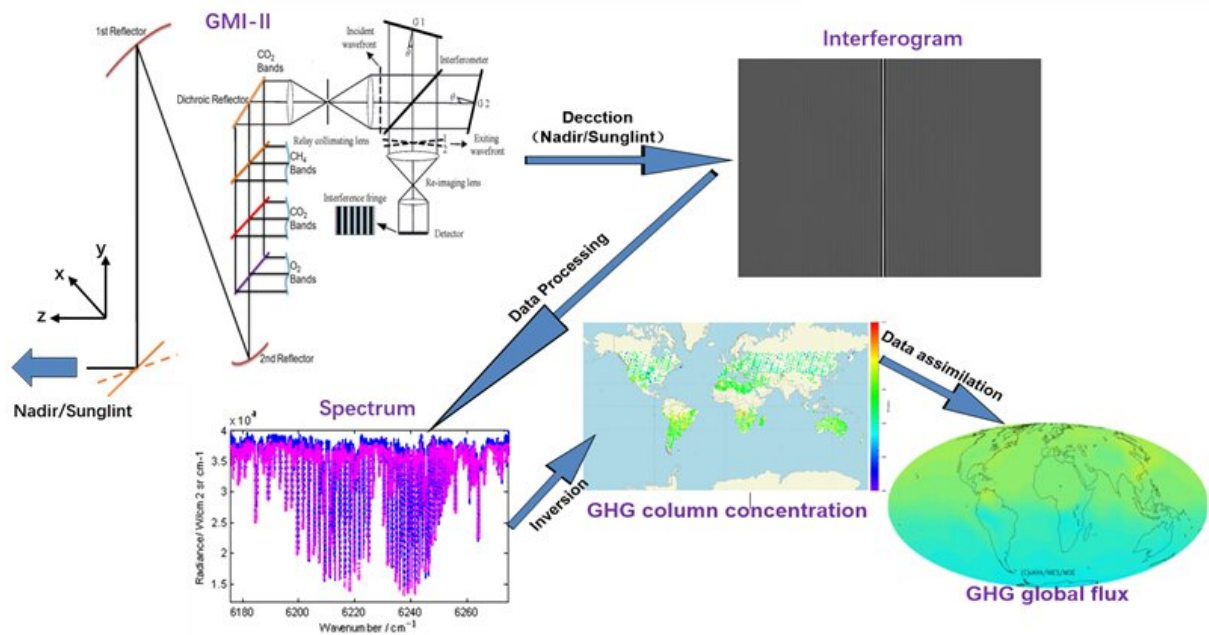 GMI-II
1st Reflector
CO2
Bands
Dichroic Reflector
Incident
wavefront
G 1
θ
Interferometer
θ
G 2
Relay collimating lens
Exiting
wavefront
CH4
Bands
Re-imaging lens
Interference fringe
CO2
Bands
Detector
O2
Bands
y
x
z
2nd Reflector
Nadir/Sunglint
Decction
(Nadir/Sunglint)
Interferogram
Data Processing
Spectrum
× 10
4
3.5
3
2.5
2
1.5
Radiance/ W/cm 2 sr cm-1
6180
6200
6220
6240
6260
Wavenumber / cm-1
Inversion
GHG column concentration
Data assimilation
GHG global flux